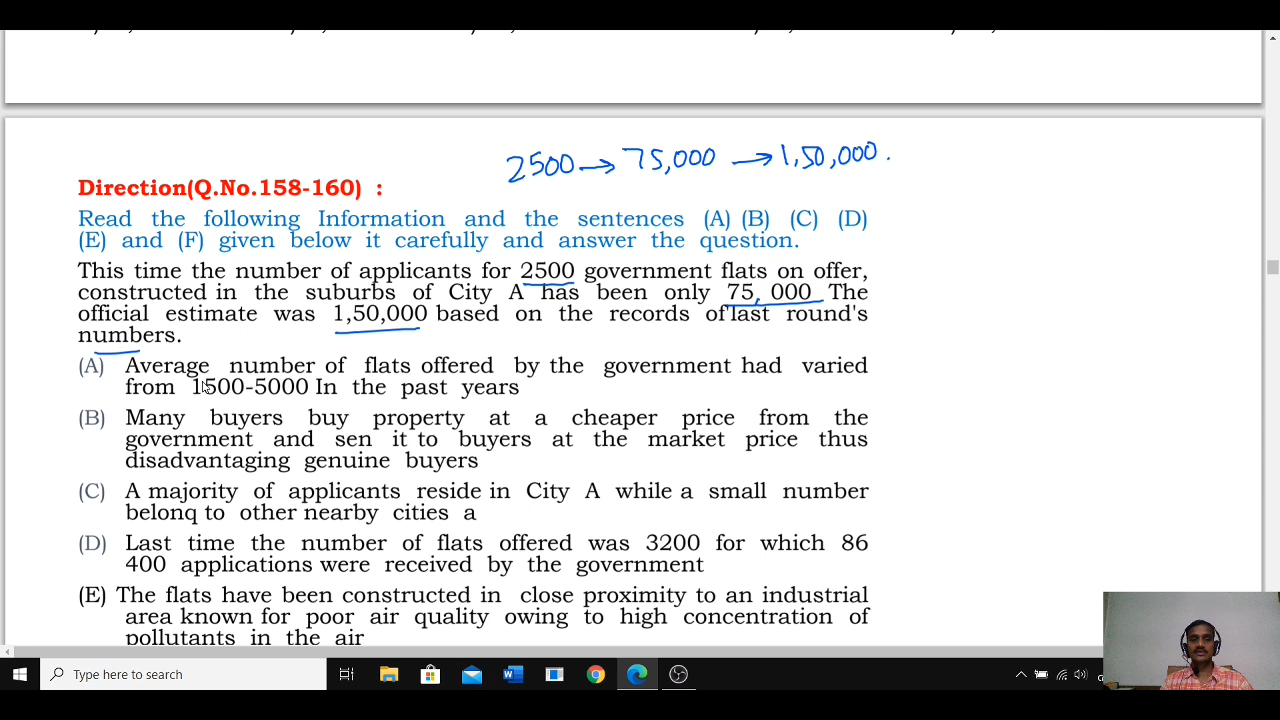 2500 → 75,000 → 1,50,000.
Direction(Q.No.158-160) :
Read the following Information and the sentences (A) (B) (C) (D)
(E) and (F) given below it carefully and answer the question.
This time the number of applicants for 2500 government flats on offer,
constructed in the suburbs of City A has been only 75, 000 The
official estimate was 1,50,000 based on the records of last round's
numbers.
(A) Average number of flats offered by the government had varied
from 1500-5000 In the past years
(B) Many buyers buy property at a cheaper price from the
government and sen it to buyers at the market price thus
disadvantaging genuine buyers
(C) A majority of applicants reside in City A while a small number
belonq to other nearby cities a
(D) Last time the number of flats offered was 3200 for which 86
400 applications were received by the government
(E) The flats have been constructed in close proximity to an industrial
area known for poor air quality owing to high concentration of
pollutants in the air
Type here to search